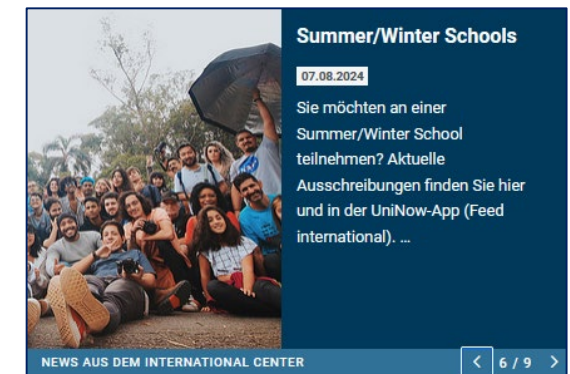 Summer/Winter Schools
07.08.2024
Sie möchten an einer
Summer/Winter School
teilnehmen? Aktuelle
Ausschreibungen finden Sie hier
und in der UniNow-App (Feed
international). ...
NEWS AUS DEM INTERNATIONAL CENTER
< 6 / 9 >